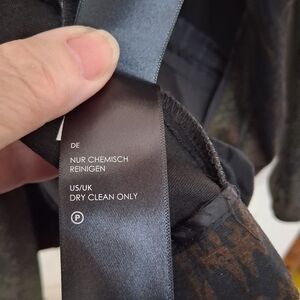 DE
NUR CHEMISCH
REINIGEN
US/UK
DRY CLEAN ONLY
P